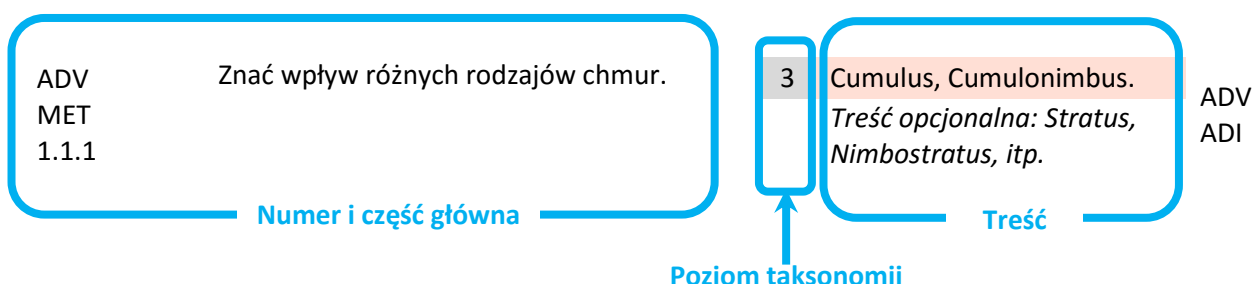 ADV
MET
1.1.1
Znać wpływ różnych rodzajów chmur.
3
Cumulus, Cumulonimbus.
Treść opcjonalna: Stratus,
Nimbostratus, itp.
ADV
ADI
Numer i część główna
Treść
Poziom taksonomii